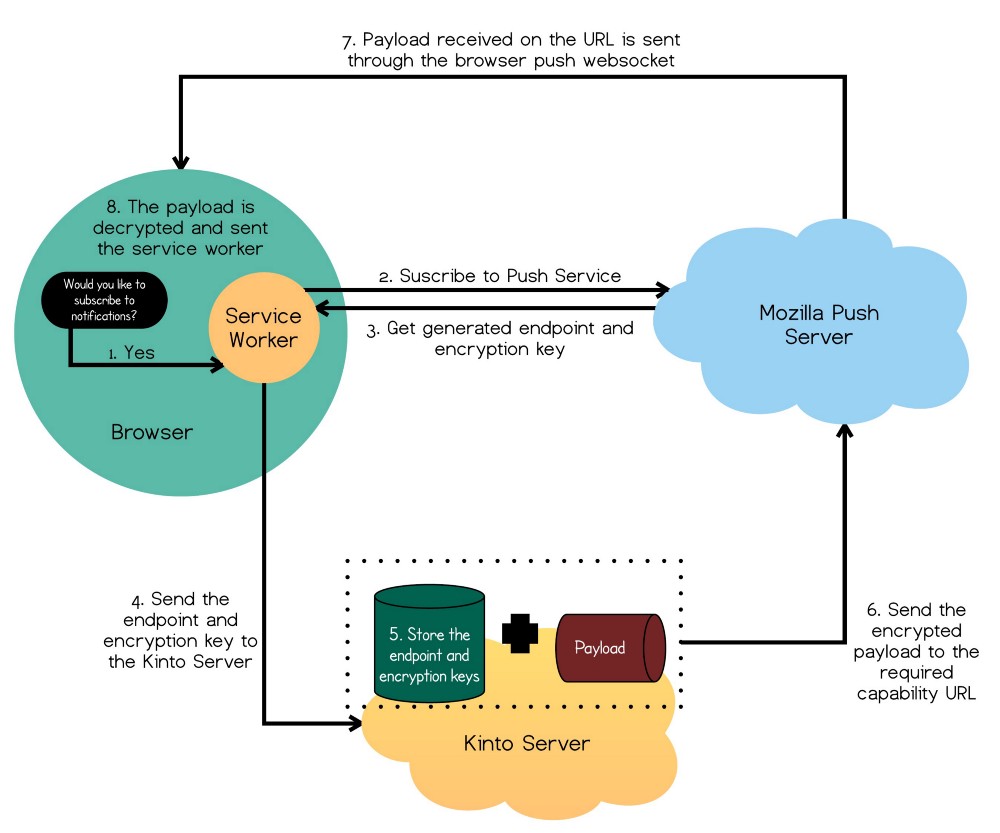 7. Payload received on the URL is sent
through the browser push websocket
8. The payload is
decrypted and sent
the service worker
Would you like to
subscribe to
notifications?
1. Yes
Service
Worker
Browser
2. Suscribe to Push Service
3. Get generated endpoint and
encryption key
Mozilla Push
Server
4. Send the
endpoint and
encryption key to
the Kinto Server
5. Store the
endpoint and
encryption keys
Payload
Kinto Server
6. Send the
encrypted
payload to the
required
capability URL